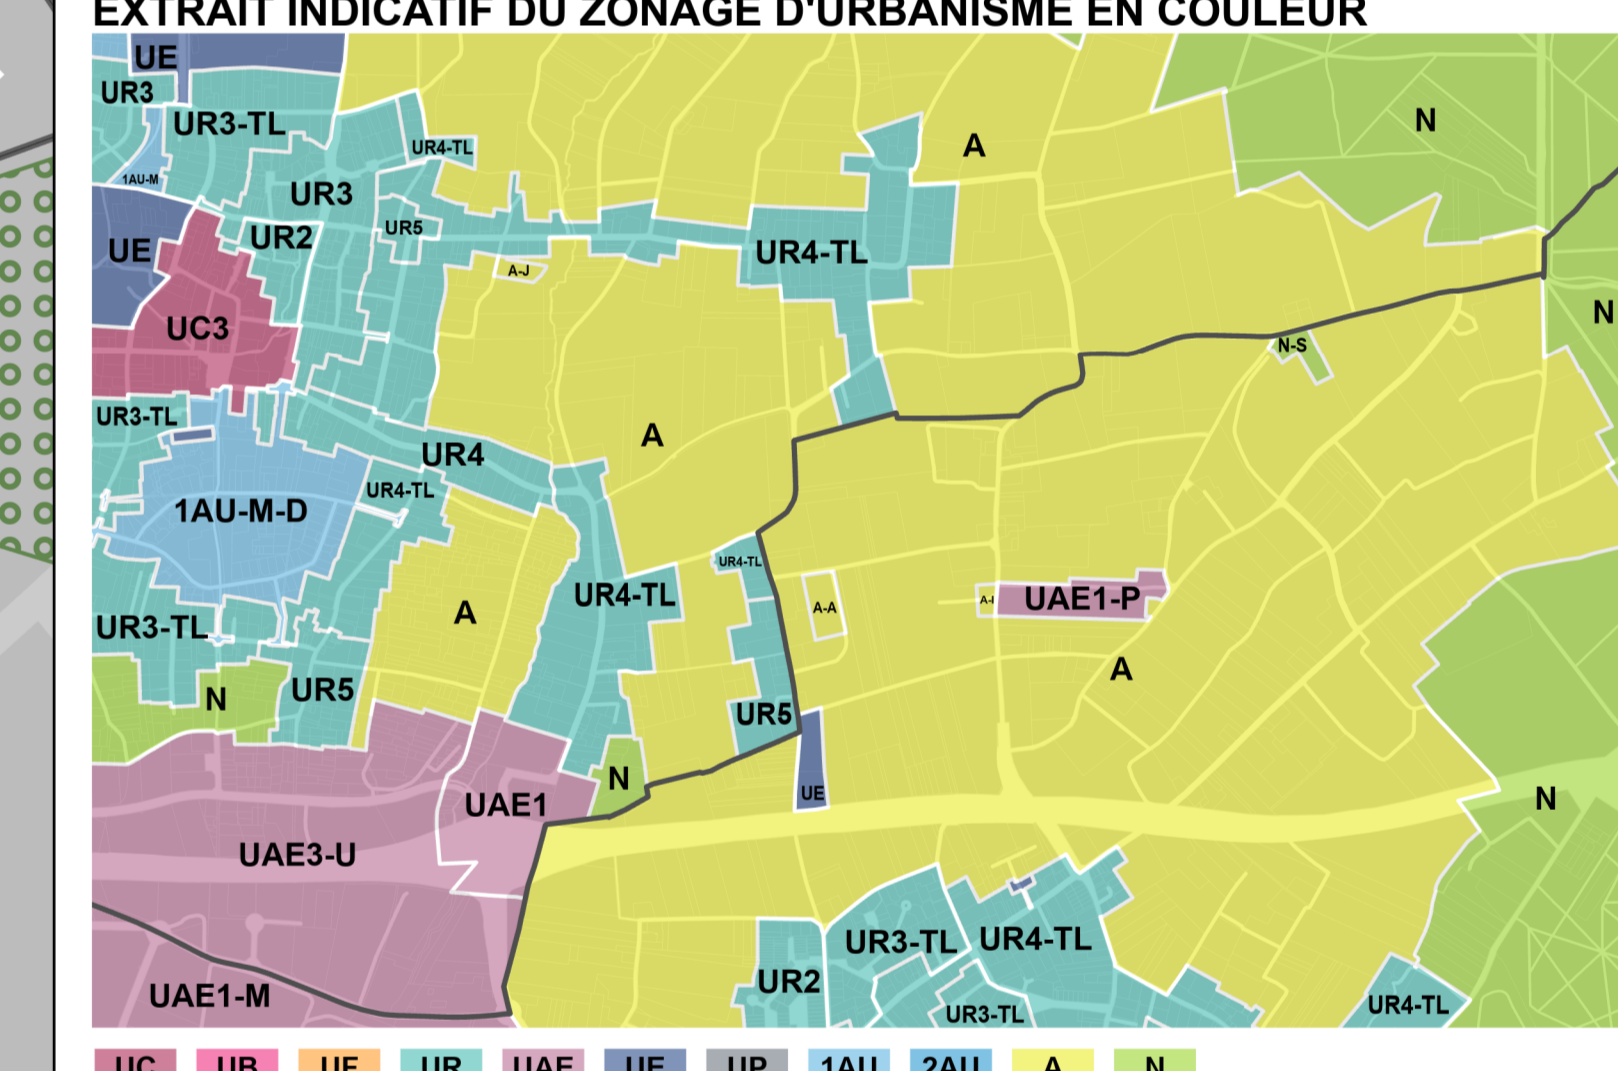 EXTRAIT INDICATIF DU ZONAGE D'URBANISME EN COULEUR
UE
UR3
UR3-TL
UR4-TL
A
N
1AU-M
UR3
UR2
UR5
UE
UR4-TL
A-J
UC3
N
N-S
UR3-TL
UR4
A
UR4-TL
1AU-M-D
UR4-TL
UR4-TL
A-A
UAE1-P
UR3-TL
A
A
N
UR5
UR5
N
UE
UAE1
N
UAE3-U
UR3-TL
UR4-TL
UR2
UAE1-M
UR3-TL
UR4-TL
UC UB UF UR UAE UE UP 1AU 2AU A N